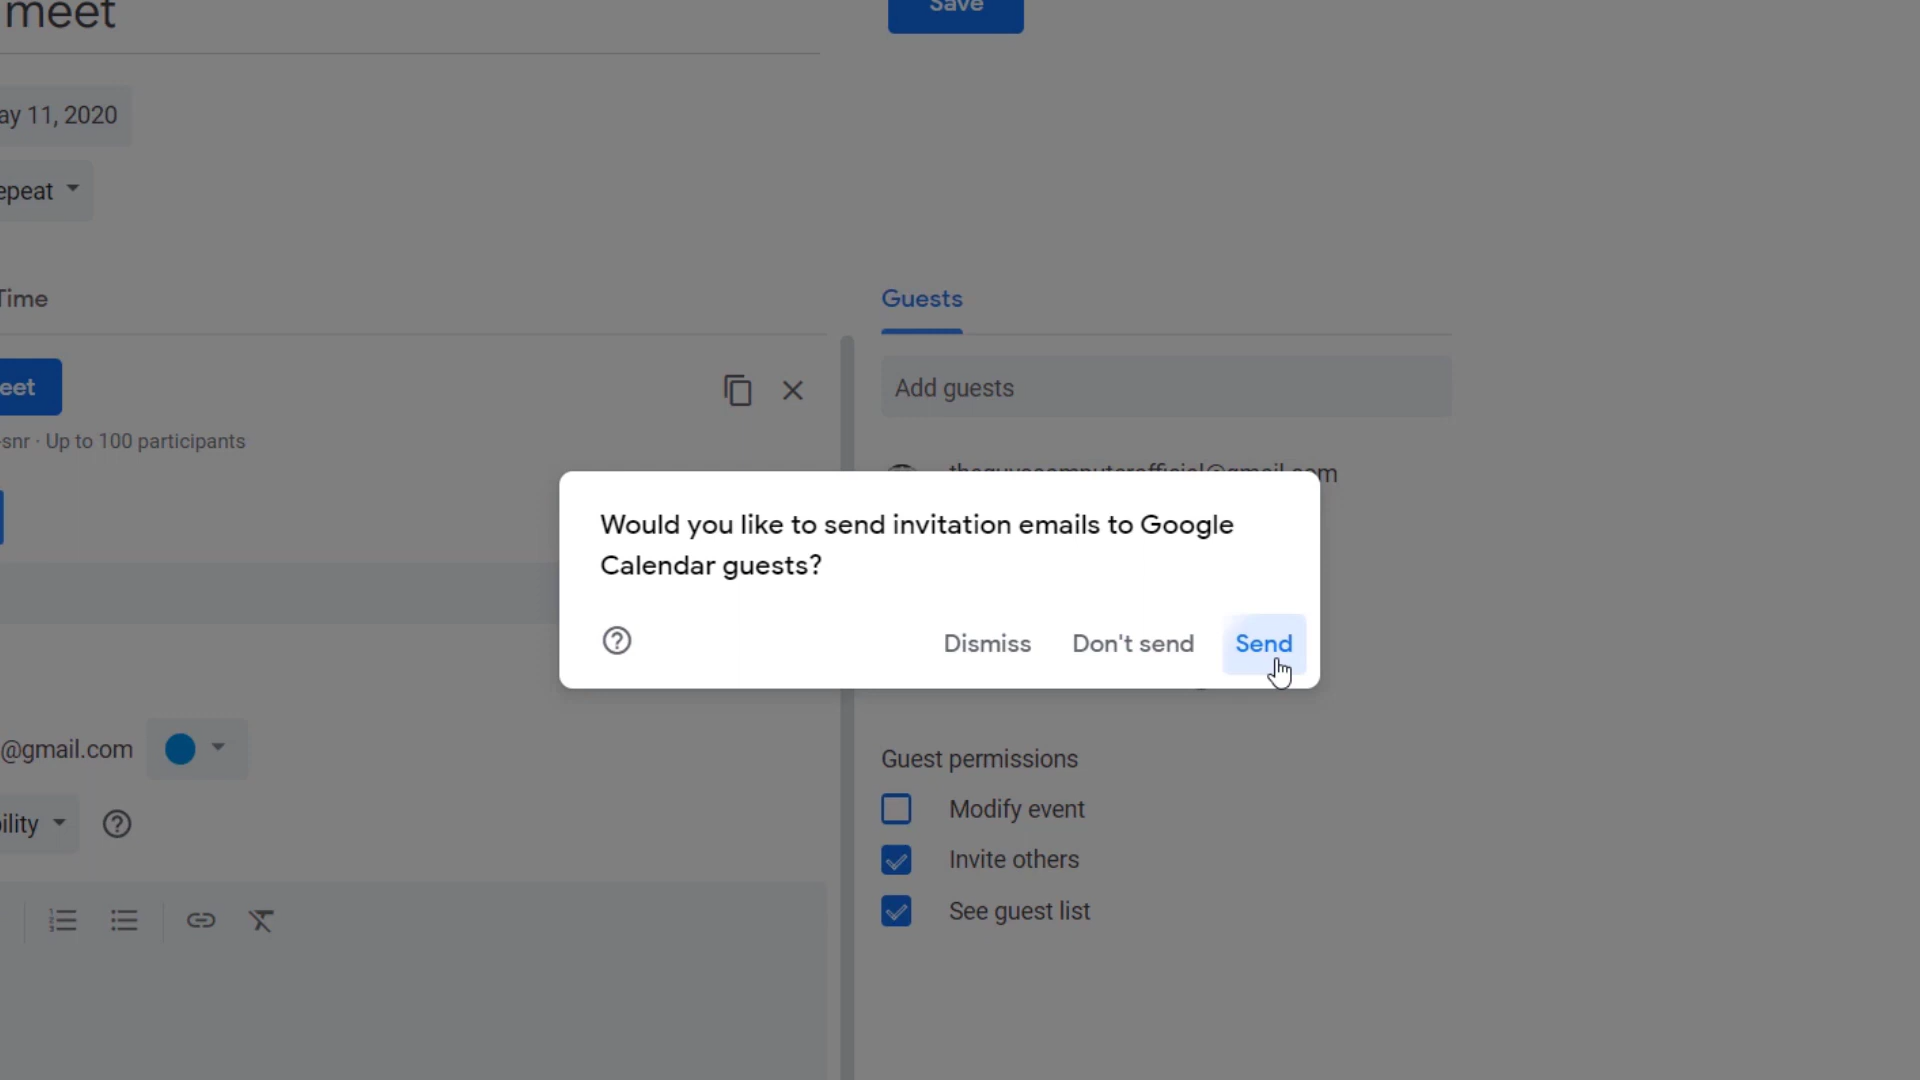 meet
Save
ay 11, 2020
epeat
Time
Guests
eet
Add guests
-snr · Up to 100 participants
Would you like to send invitation emails to Google
Calendar guests?
Dismiss Don't send Send
@gmail.com
Guest permissions
Modify event
bility
Invite others
See guest list